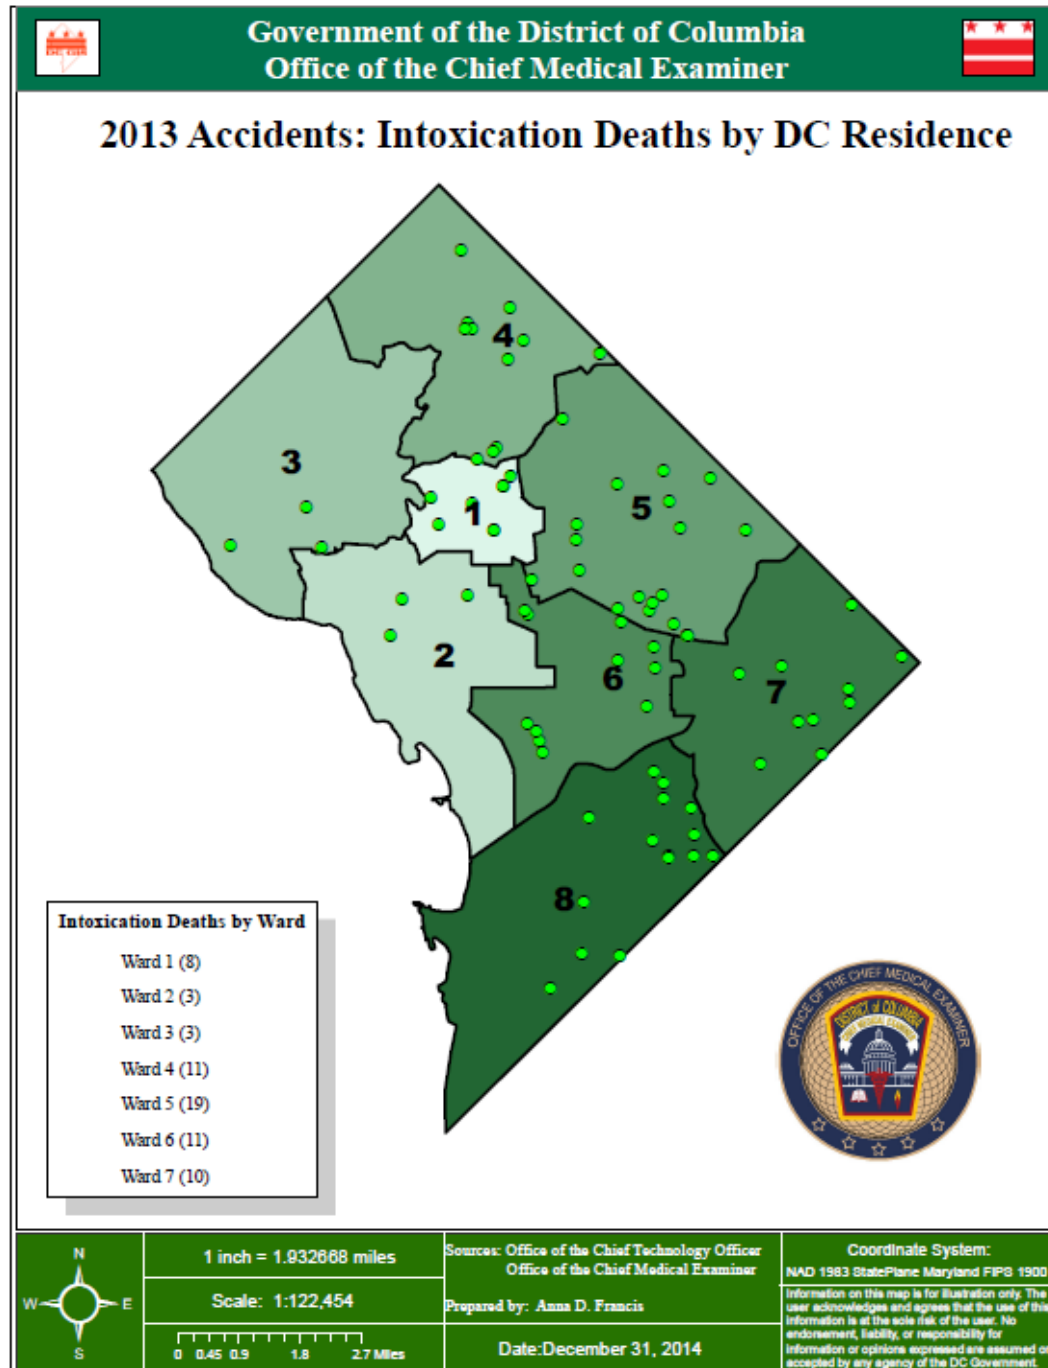 Government of the District of Columbia
Office of the Chief Medical Examiner
DC GIS
2013 Accidents: Intoxication Deaths by DC Residence
4
3
1
5
2
6
7
8
Intoxication Deaths by Ward
Ward 1 (8)
Ward 2 (3)
Ward 3 (3)
Ward 4 (11)
Ward 5 (19)
Ward 6 (11)
Ward 7 (10)
OFFICE OF THE CHIEF MEDICAL EXAMINER
DISTRICT of COLUMBIA
CHIEF MEDICAL EXAMINER
N
W E
S
1 inch = 1.932668 miles
Scale: 1:122,454
0 0.45 0.9 1.8 2.7 Miles
Sources: Office of the Chief Technology Officer
Office of the Chief Medical Examiner
Prepared by: Anna D. Francis
Date:December 31, 2014
Coordinate System:
NAD 1983 StatePlane Maryland FIPS 1900
Information on this map is for illustration only. The
user acknowledges and agrees that the use of this
information is at the sole risk of the user. No
endorsement, liability, or responsibility for
information or opinions expressed are assumed or
accepted by any agency of the DC Government.